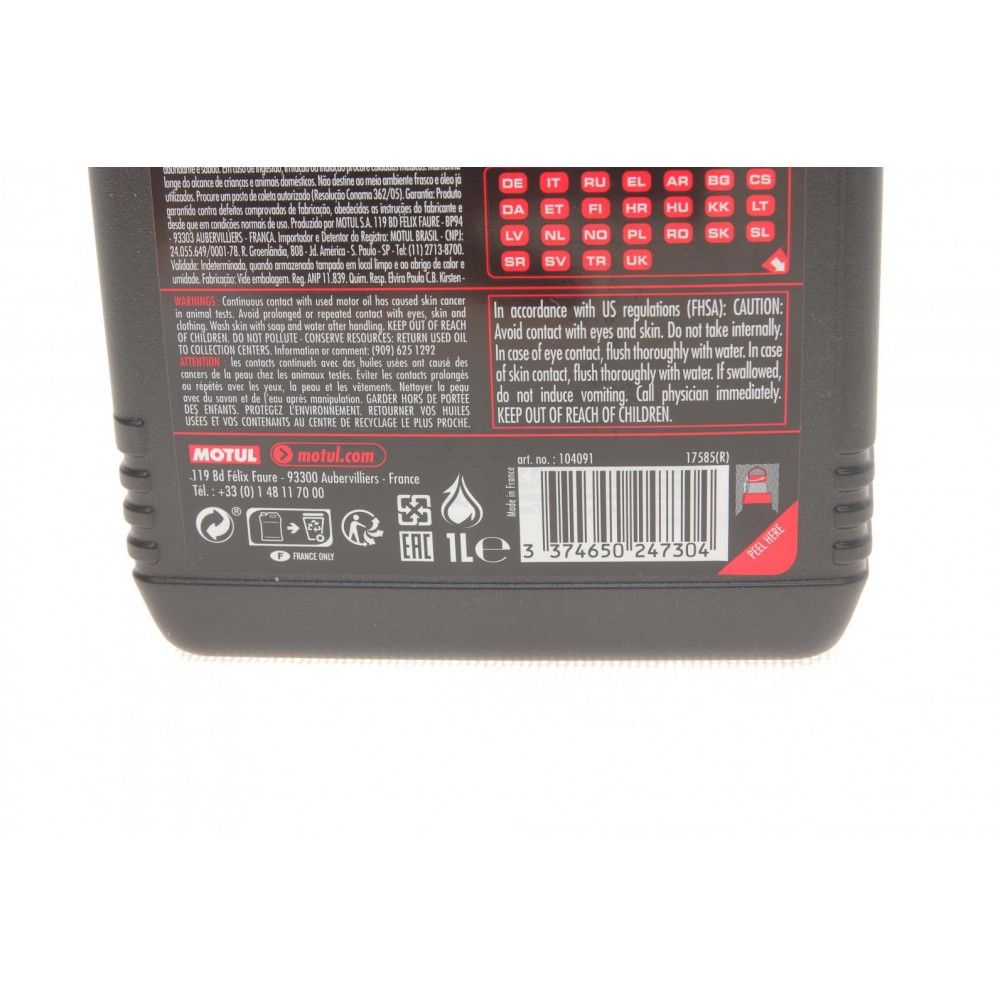 abundante e sabão. Em caso de ingestão, irritação ou inalação procure cuidados médicos. Mantenha
longe do alcance de crianças e animais domésticos. Não destine ao meio ambiente frasco e óleo já
utilizados. Procure um posto de coleta autorizado (Resolução Conama 362/05). Garantia: Produto
garantido contra defeitos comprovados de fabricação, obedecidas as instruções do fabricante e
desde que em condições normais de uso. Produzido por MOTUL S.A. 119 BD FÉLIX FAURE - BP94
- 93303 AUBERVILLIERS - FRANÇA. Importador e Detentor do Registro: MOTUL BRASIL - CNPJ:
24.055.649/0001-78. R. Groenlândia, 808 - Jd. América - S. Paulo - SP - Tel: (11) 2713-8700.
Validade: Indeterminada, quando armazenado tampado em local limpo e ao abrigo de calor e
umidade. Fabricação: Vide embalagem. Reg. ANP 11.839. Quim. Resp. Elvira Paula C.B. Kirsten -
DE IT RU EL AR BG CS
DA ET FI HR HU KK LT
LV NL NO PL RO SK SL
SR SV TR UK
WARNINGS: Continuous contact with used motor oil has caused skin cancer
in animal tests. Avoid prolonged or repeated contact with eyes, skin and
clothing. Wash skin with soap and water after handling. KEEP OUT OF REACH
OF CHILDREN. DO NOT POLLUTE - CONSERVE RESOURCES: RETURN USED OIL
TO COLLECTION CENTERS. Information or comment: (909) 625 1292
ATTENTION : les contacts continuels avec des huiles usées ont causé des
cancers de la peau chez les animaux testés. Eviter les contacts prolongés
ou répétés avec les yeux, la peau et les vêtements. Nettoyer la peau
avec du savon et de l'eau après manipulation. GARDER HORS DE PORTÉE
DES ENFANTS. PROTEGEZ L'ENVIRONNEMENT. RETOURNER VOS HUILES
USÉES ET VOS CONTENANTS AU CENTRE DE RECYCLAGE LE PLUS PROCHE.
In accordance with US regulations (FHSA): CAUTION:
Avoid contact with eyes and skin. Do not take internally.
In case of eye contact, flush thoroughly with water. In case
of skin contact, flush thoroughly with water. If swallowed,
do not induce vomiting. Call physician immediately.
KEEP OUT OF REACH OF CHILDREN.
MOTUL motul.com
119 Bd Félix Faure - 93300 Aubervilliers - France
Tél. : +33 (0) 1 48 11 70 00
®
F FRANCE ONLY
EAC 1L e
art. no. : 104091 17585(R)
Made in France
3 374650 247304
PEEL HERE